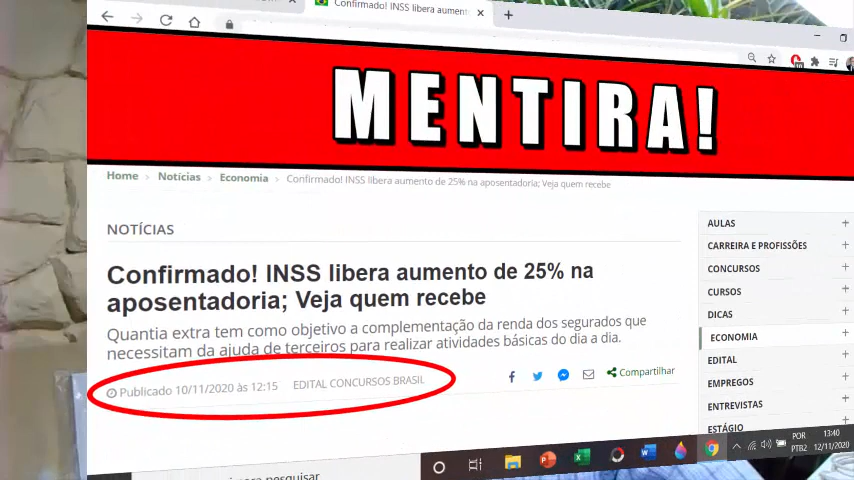 Confirmado! INSS libera aument
MENTIRA!
Home > Notícias > Economia > Confirmado! INSS libera aumento de 25% na aposentadoria; Veja quem recebe
NOTÍCIAS
Confirmado! INSS libera aumento de 25% na
aposentadoria; Veja quem recebe
Quantia extra tem como objetivo a complementação da renda dos segurados que
necessitam da ajuda de terceiros para realizar atividades básicas do dia a dia.
Publicado 10/11/2020 às 12:15 EDITAL CONCURSOS BRASIL
Compartilhar
AULAS +
CARREIRA E PROFISSÕES +
CONCURSOS +
CURSOS +
DICAS +
ECONOMIA +
EDITAL +
EMPREGOS +
ENTREVISTAS +
ESTÁGIO
pesquisar
POR
PTB2
13:40
12/11/2020